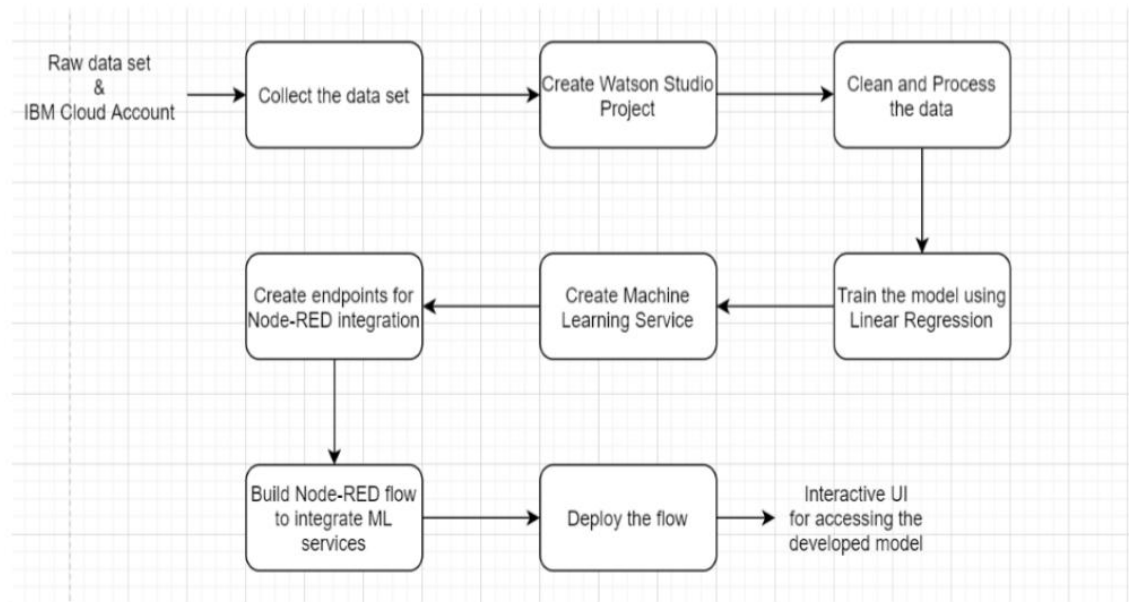 Raw data set
&
IBM Cloud Account
Collect the data set
Create Watson Studio
Project
Clean and Process
the data
Train the model using
Linear Regression
Create Machine
Learning Service
Create endpoints for
Node-RED integration
Build Node-RED flow
to integrate ML
services
Deploy the flow
Interactive UI
for accessing the
developed model